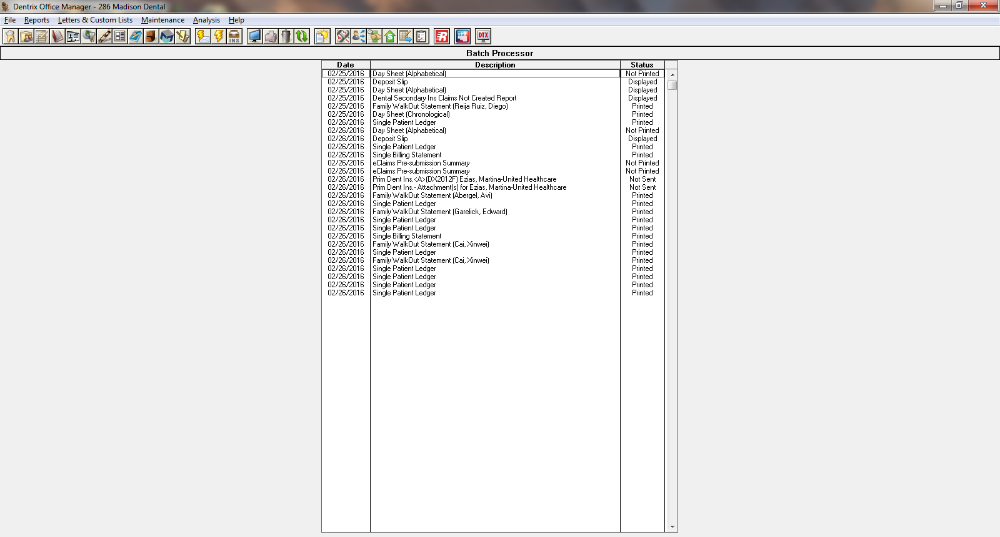 Dentrix Office Manager - 286 Madison Dental
File Reports Letters & Custom Lists Maintenance Analysis Help
INS DTX
Batch Processor
Date Description Status
02/25/2016 Day Sheet (Alphabetical) Not Printed
02/25/2016 Deposit Slip Displayed
02/25/2016 Day Sheet (Alphabetical) Displayed
02/25/2016 Dental Secondary Ins Claims Not Created Report Displayed
02/25/2016 Family WalkOut Statement (Reija Ruiz, Diego) Printed
02/25/2016 Day Sheet (Chronological) Printed
02/26/2016 Single Patient Ledger Printed
02/26/2016 Day Sheet (Alphabetical) Not Printed
02/26/2016 Deposit Slip Displayed
02/26/2016 Single Patient Ledger Printed
02/26/2016 Single Billing Statement Printed
02/26/2016 eClaims Pre-submission Summary Not Printed
02/26/2016 eClaims Pre-submission Summary Not Printed
02/26/2016 Prim Dent Ins.<A>(DX2012F) Ezias, Martina-United Healthcare Not Sent
02/26/2016 Prim Dent Ins.- Attachment(s) for Ezias, Martina-United Healthcare Not Sent
02/26/2016 Family WalkOut Statement (Abergel, Avi) Printed
02/26/2016 Single Patient Ledger Printed
02/26/2016 Family WalkOut Statement (Garelick, Edward) Printed
02/26/2016 Single Patient Ledger Printed
02/26/2016 Single Patient Ledger Printed
02/26/2016 Single Billing Statement Printed
02/26/2016 Family WalkOut Statement (Cai, Xinwei) Printed
02/26/2016 Single Patient Ledger Printed
02/26/2016 Family WalkOut Statement (Cai, Xinwei) Printed
02/26/2016 Single Patient Ledger Printed
02/26/2016 Single Patient Ledger Printed
02/26/2016 Single Patient Ledger Printed
02/26/2016 Single Patient Ledger Printed